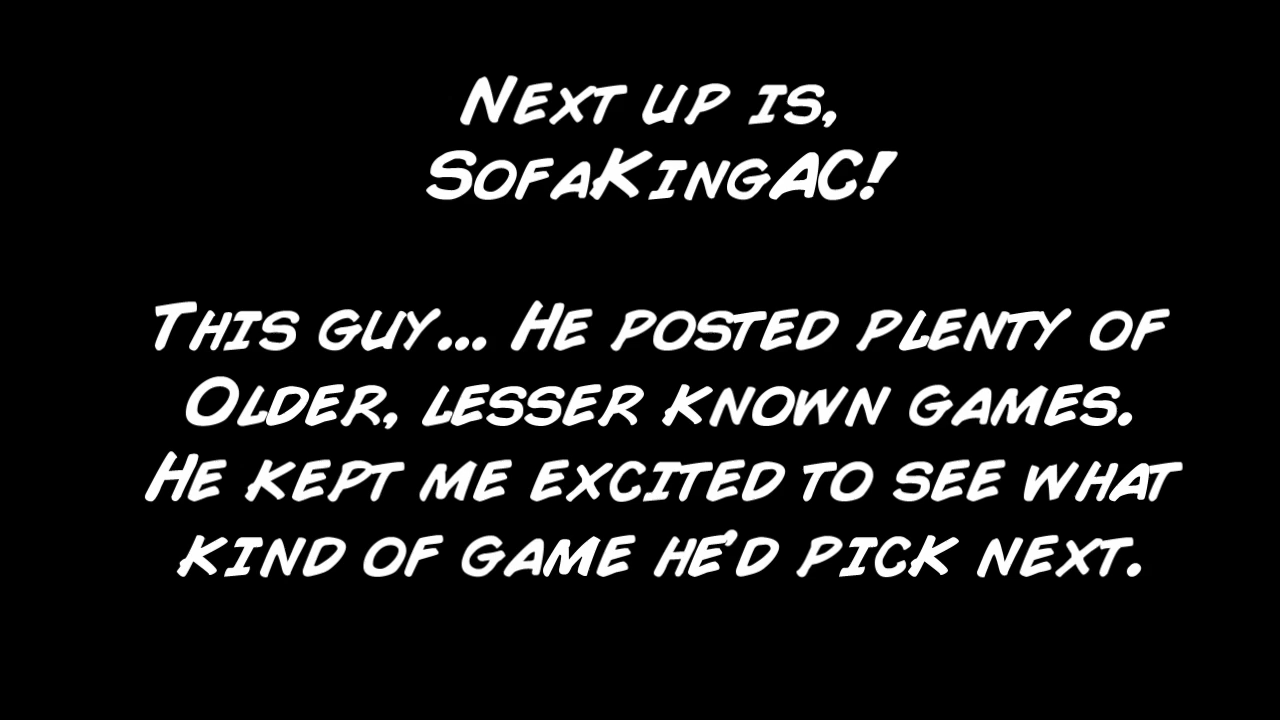 Next up is,
SofaKingAC!
This guy... He posted plenty of
Older, lesser known games.
He kept me excited to see what
kind of game he'd pick next.